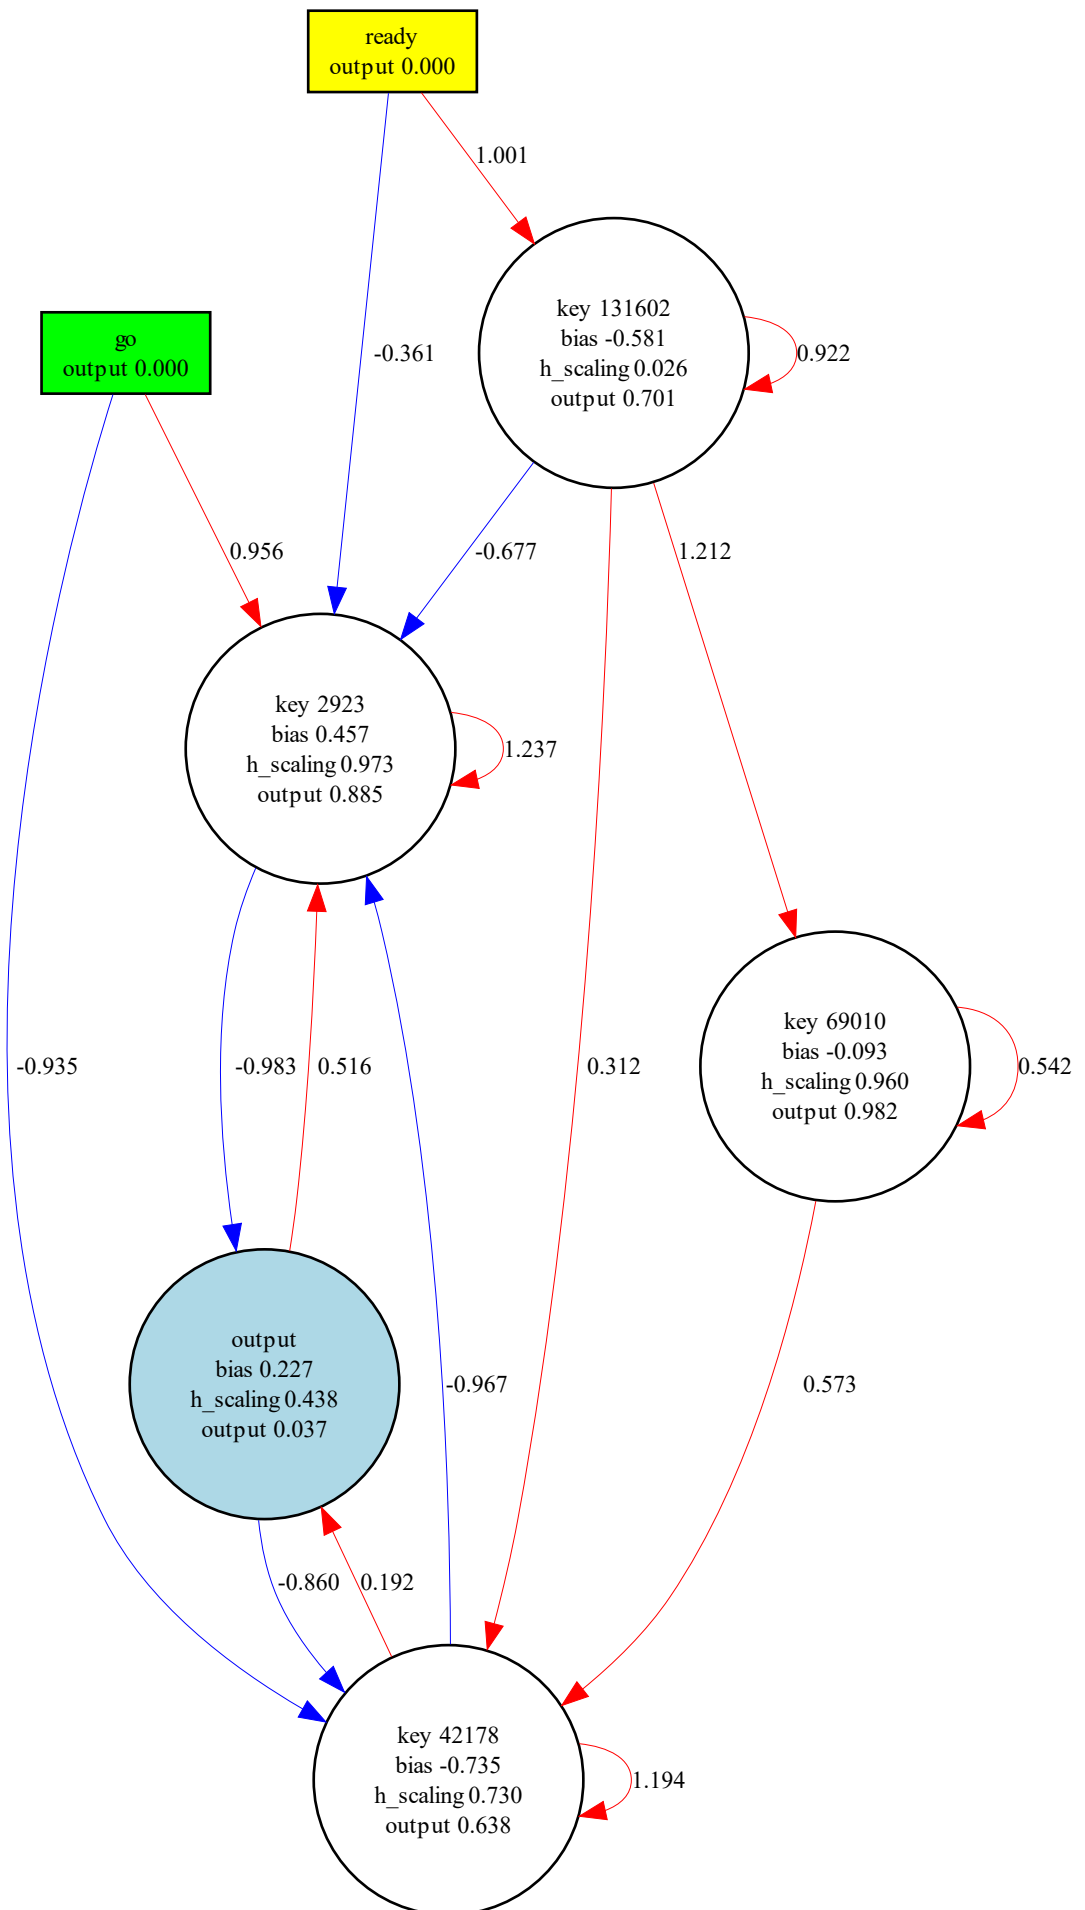 ready
output 0.000
1.001
key 131602
bias -0.581
h_scaling 0.026
output 0.701
0.922
go
output 0.000
-0.361
0.956
-0.677
1.212
key 2923
bias 0.457
h_scaling 0.973
output 0.885
1.237
-0.935
-0.983
0.516
0.312
key 69010
bias -0.093
h_scaling 0.960
output 0.982
0.542
output
bias 0.227
h_scaling 0.438
output 0.037
-0.967
0.573
-0.860
0.192
key 42178
bias -0.735
h_scaling 0.730
output 0.638
1.194